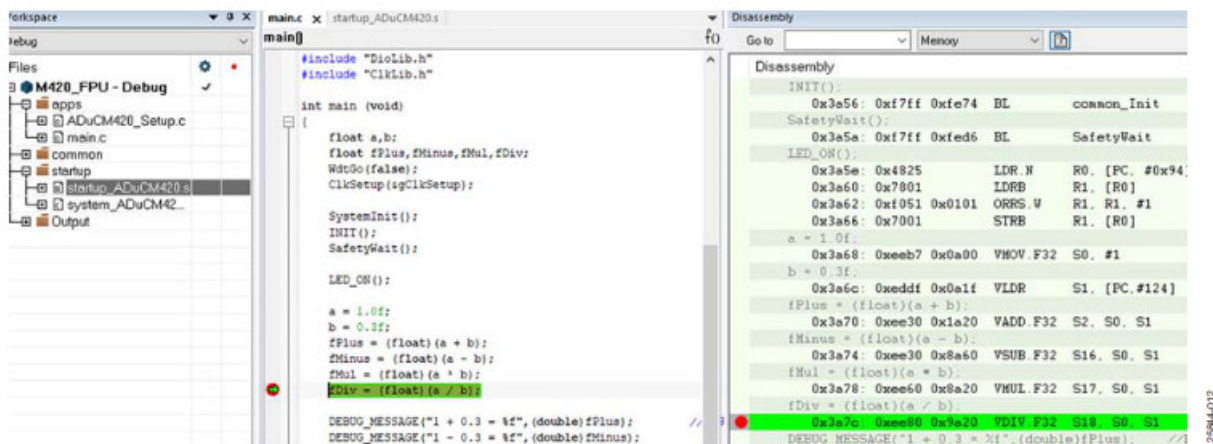 Workspace
Debug
Files
M420_FPU - Debug
apps
ADuCM420_Setup.c
main.c
common
startup
startup_ADuCM420.s
system_ADuCM42...
Output
main.c x startup_ADuCM420.s
main() f()
#include "DioLib.h"
#include "ClkLib.h"
int main (void)
{
float a,b;
float fPlus,fMinus,fMul,fDiv;
WdtGo(false);
ClkSetup(&gClkSetup);
SystemInit();
INIT();
SafetyWait();
LED_ON();
a = 1.0f;
b = 0.3f;
fPlus = (float)(a + b);
fMinus = (float)(a - b);
fMul = (float)(a * b);
fDiv = (float)(a / b);
DEBUG_MESSAGE("1 + 0.3 = %f",(double)fPlus); //
DEBUG_MESSAGE("1 - 0.3 = %f",(double)fMinus);
Disassembly
Go to Memory
Disassembly
INIT();
0x3a56: 0xf7ff 0xfe74 BL common_Init
SafetyWait();
0x3a5a: 0xf7ff 0xfed6 BL SafetyWait
LED_ON();
0x3a5e: 0x4825 LDR.N R0, [PC, #0x94]
0x3a60: 0x7801 LDRB R1, [R0]
0x3a62: 0xf051 0x0101 ORRS.W R1, R1, #1
0x3a66: 0x7001 STRB R1, [R0]
a = 1.0f;
0x3a68: 0xeeb7 0x0a00 VMOV.F32 S0, #1
b = 0.3f;
0x3a6c: 0xeddf 0x0a1f VLDR S1, [PC,#124]
fPlus = (float)(a + b);
0x3a70: 0xee30 0x1a20 VADD.F32 S2, S0, S1
fMinus = (float)(a - b);
0x3a74: 0xee30 0x8a60 VSUB.F32 S16, S0, S1
fMul = (float)(a * b);
0x3a78: 0xee60 0x8a20 VMUL.F32 S17, S0, S1
fDiv = (float)(a / b);
0x3a7c: 0xee80 0x9a20 VDIV.F32 S18, S0, S1
DEBUG_MESSAGE("1 + 0.3 = %f",(double)fPlus); //
25844-012